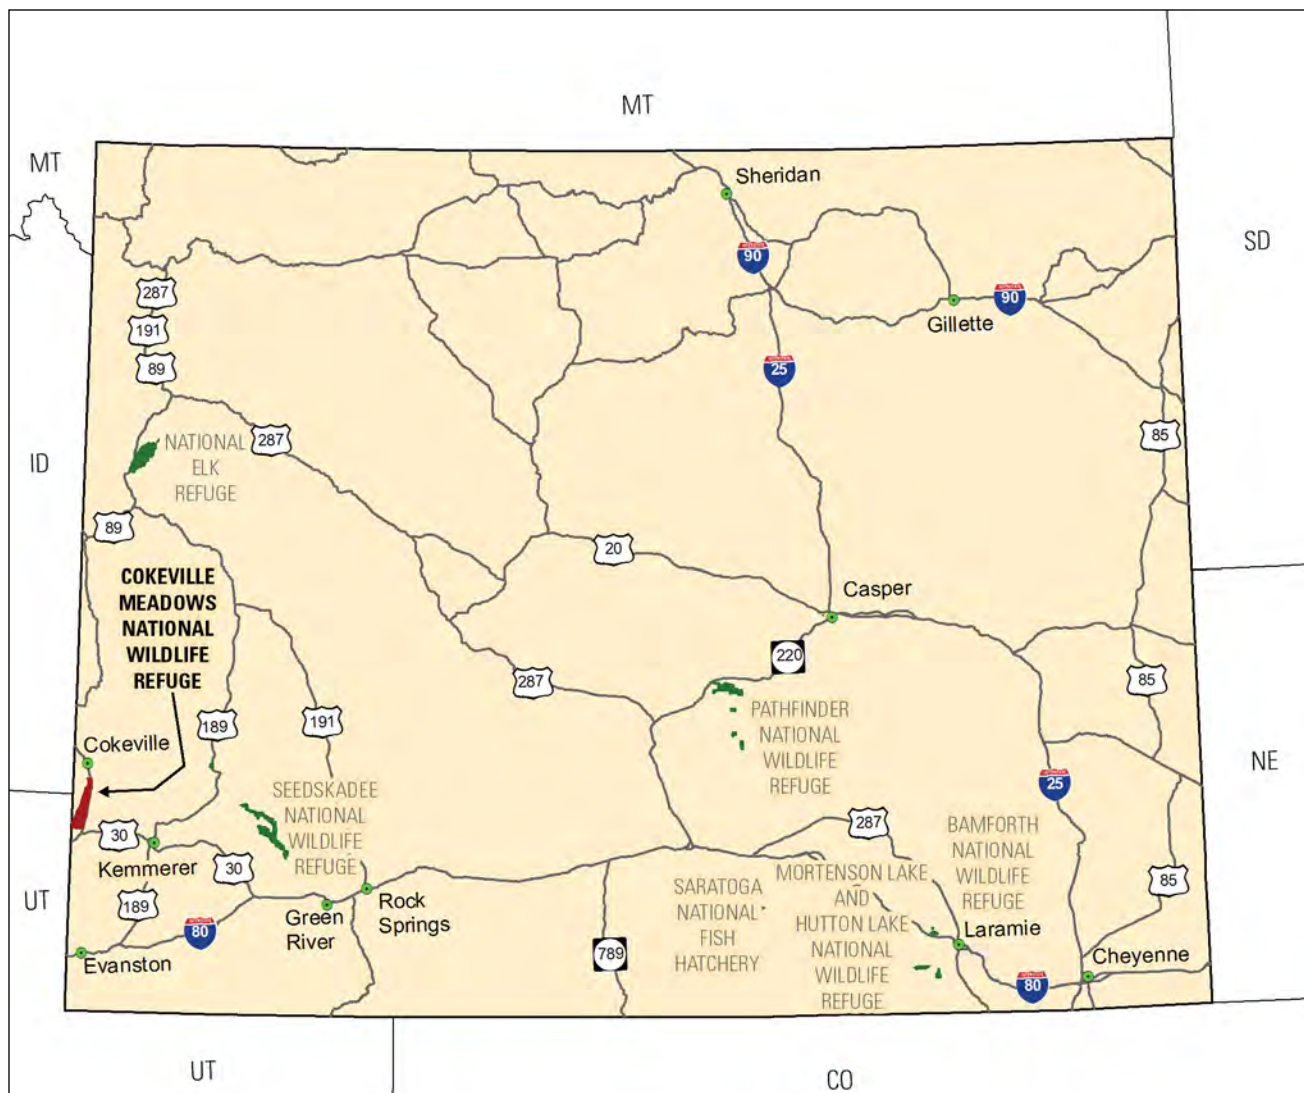 MT
MT
Sheridan
SD
90
287
90
191
Gillette
89
25
287
85
NATIONAL
ELK
REFUGE
ID
89
20
COKEVILLE
MEADOWS
NATIONAL
WILDLIFE
REFUGE
Casper
220
287
85
189
191
PATHFINDER
NATIONAL
WILDLIFE
REFUGE
Cokeville
NE
25
SEEDSKADEE
NATIONAL
WILDLIFE
REFUGE
30
287
BAMFORTH
NATIONAL
WILDLIFE
REFUGE
Kemmerer
30
MORTENSON LAKE
AND
HUTTON LAKE
NATIONAL
WILDLIFE
REFUGE
85
SARATOGA
NATIONAL
FISH
HATCHERY
UT
189
Rock
Springs
Green
River
80
Laramie
789
Evanston
Cheyenne
80
UT
CO